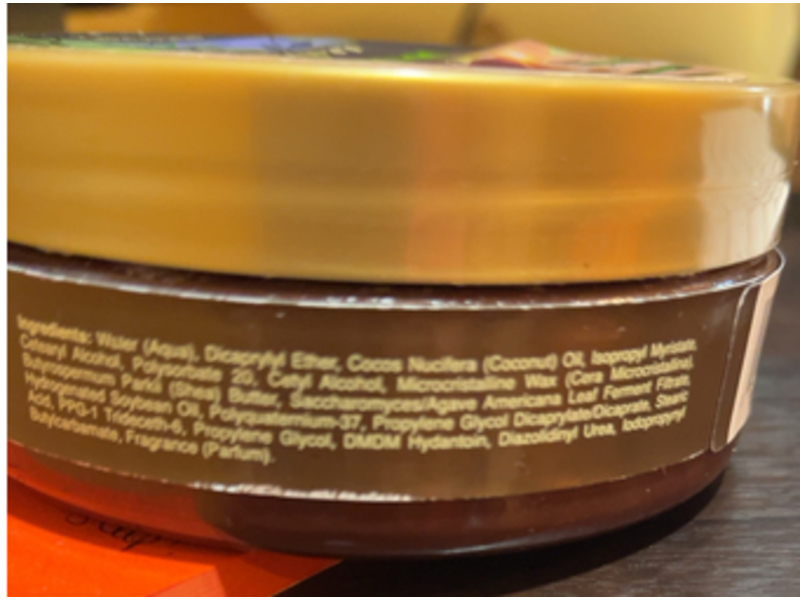 Ingredients: Water (Aqua), Dicaprylyl Ether, Cocos Nucifera (Coconut) Oil, Isopropyl Myristate,
Cetearyl Alcohol, Polysorbate 20, Cetyl Alcohol, Microcristalline Wax (Cera Microcristalina),
Butyrospermum Parkii (Shea) Butter, Saccharomyces/Agave Americana Leaf Ferment Filtrate,
Hydrogenated Soybean Oil, Polyquaternium-37, Propylene Glycol Dicaprylate/Dicaprate, Stearic
Acid, PPG-1 Trideceth-6, Propylene Glycol, DMDM Hydantoin, Diazolidinyl Urea, Iodopropynyl
Butylcarbamate, Fragrance (Parfum).